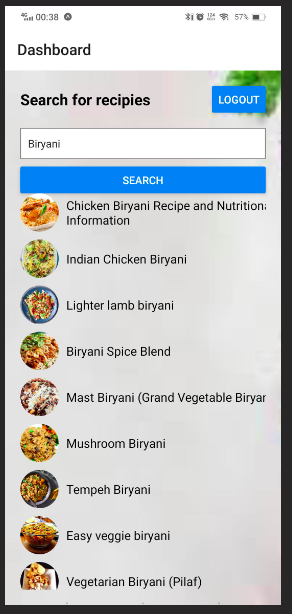 4G 00:38 57%
Dashboard
Search for recipies
LOGOUT
Biryani
SEARCH
Chicken Biryani Recipe and Nutritiona
Information
Indian Chicken Biryani
Lighter lamb biryani
Biryani Spice Blend
Mast Biryani (Grand Vegetable Biryan
Mushroom Biryani
Tempeh Biryani
Easy veggie biryani
Vegetarian Biryani (Pilaf)